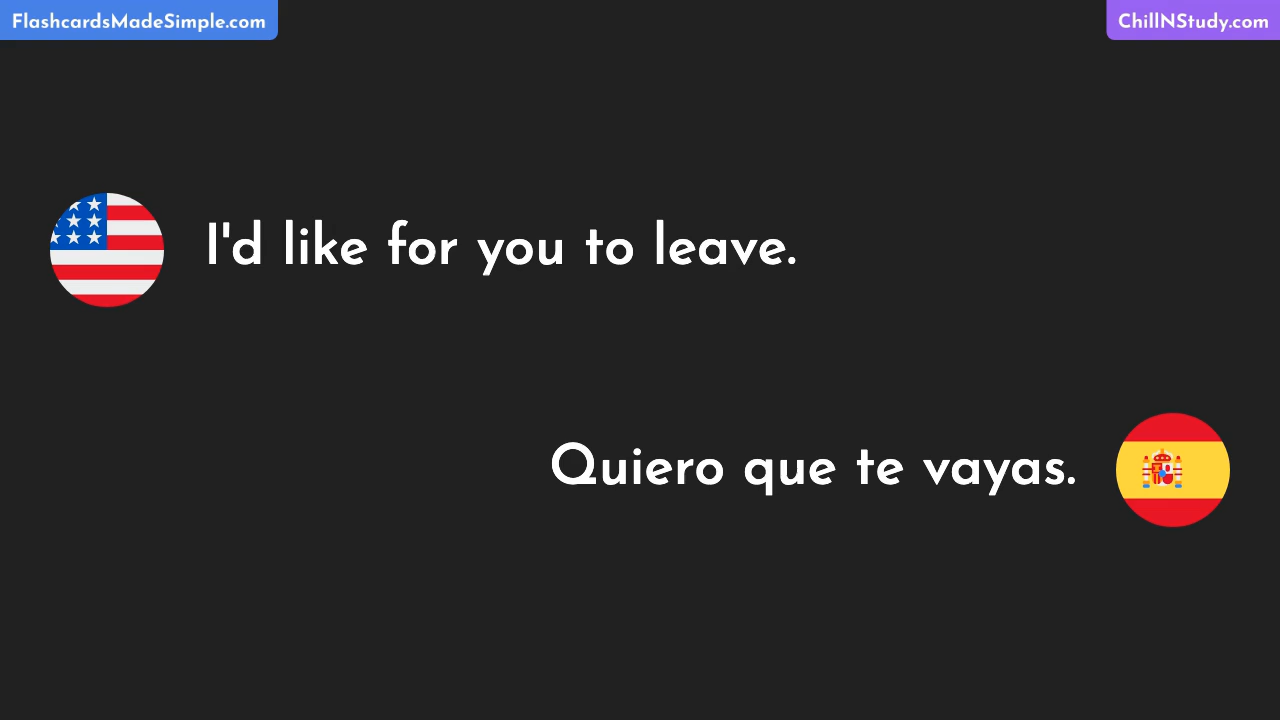 FlashcardsMadeSimple.com
ChillNStudy.com
I'd like for you to leave.
Quiero que te vayas.